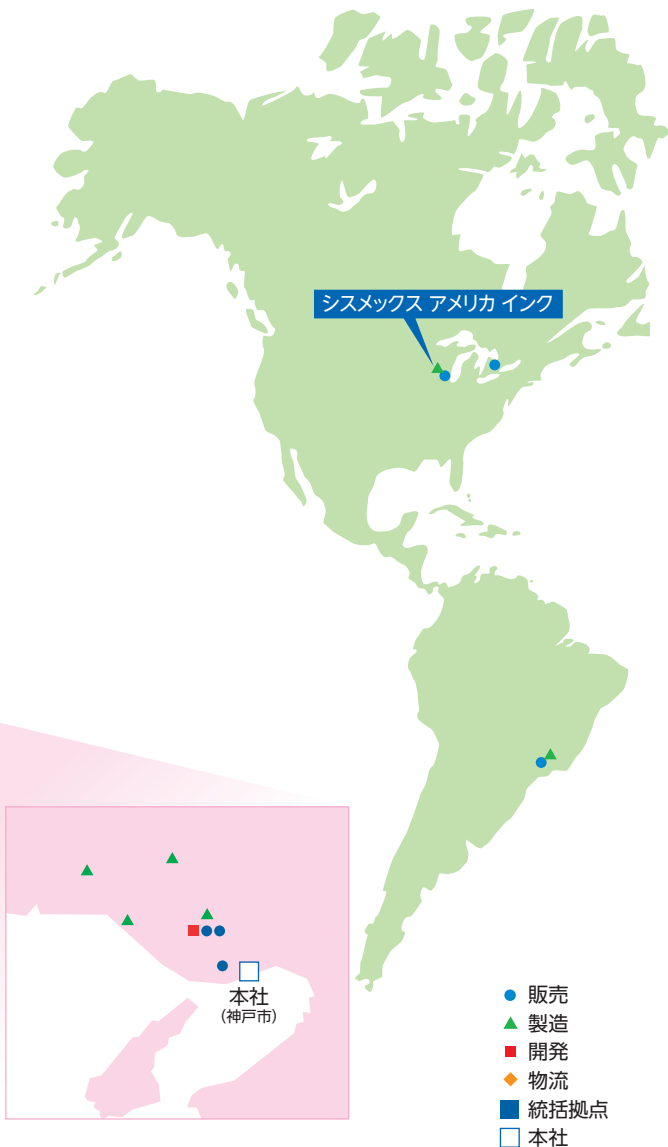 シスメックス アメリカ インク
本社
(神戸市)
販売
製造
開発
物流
統括拠点
本社